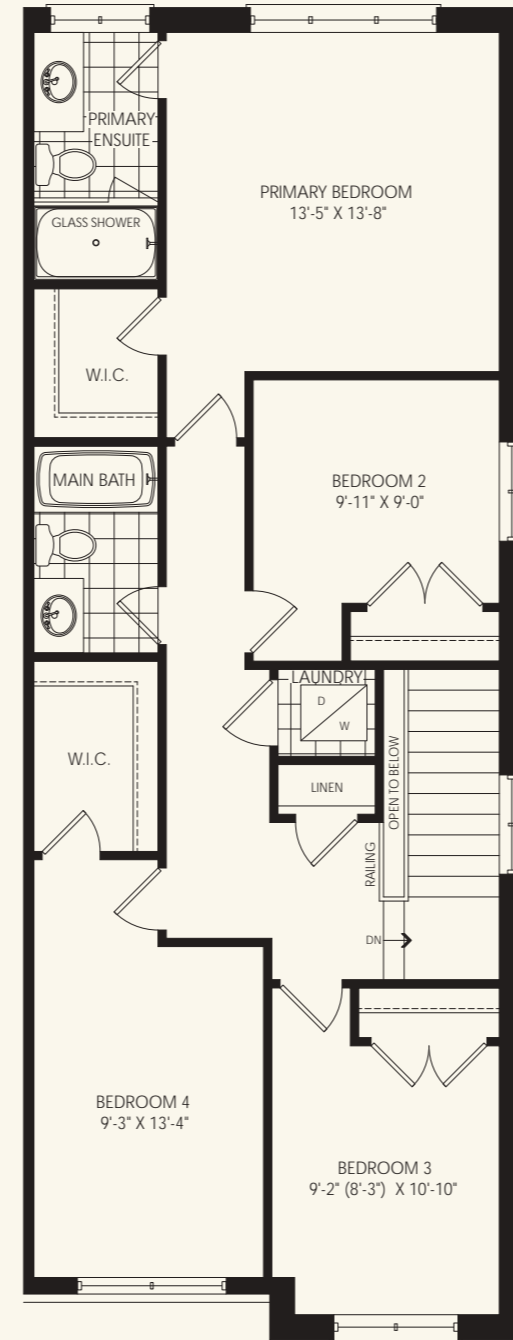 PRIMARY
ENSUITE
PRIMARY BEDROOM
13'-5" X 13'-8"
GLASS SHOWER
W.I.C.
MAIN BATH
BEDROOM 2
9'-11" X 9'-0"
LAUNDRY
D
W
W.I.C.
LINEN
OPEN TO BELOW
RAILING
DN
BEDROOM 4
9'-3" X 13'-4"
BEDROOM 3
9'-2" (8'-3") X 10'-10"